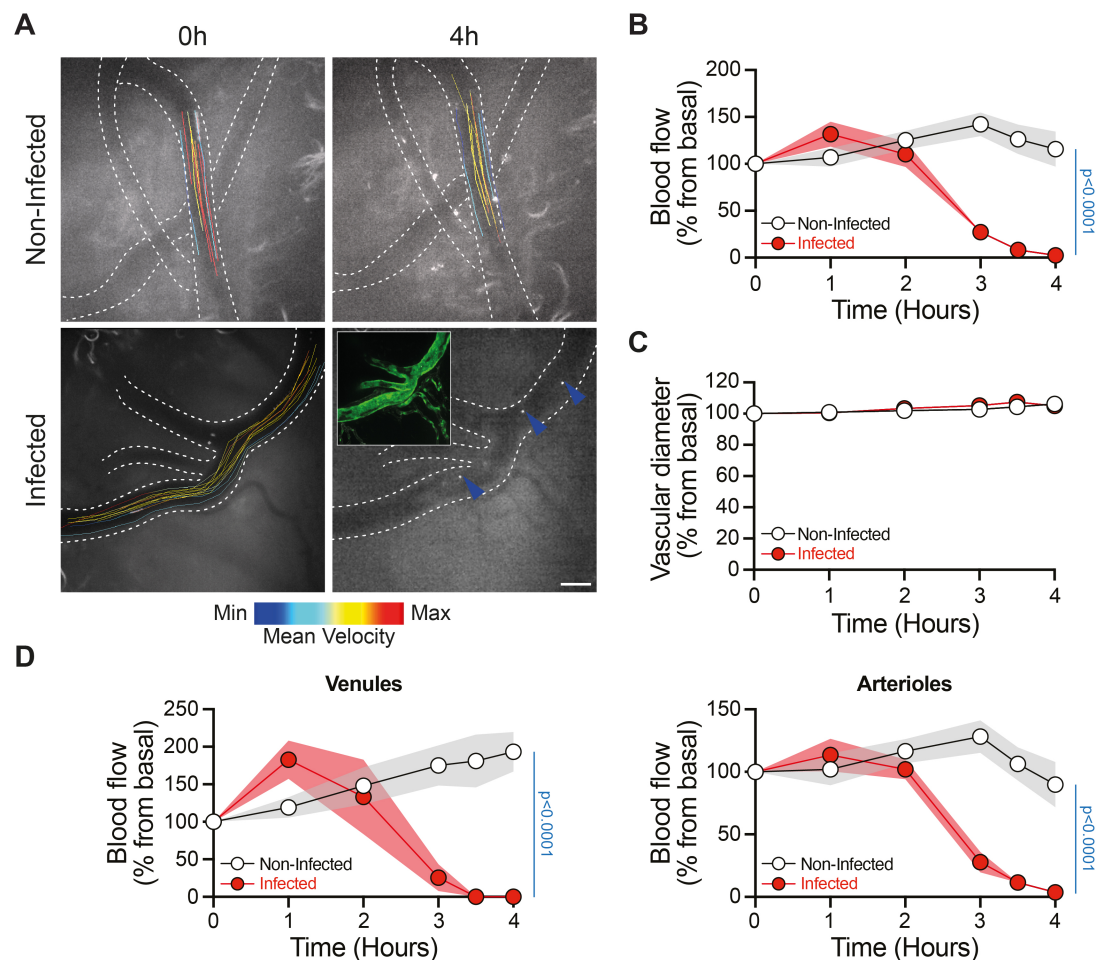 A
0h
4h
Non-Infected
Infected
Min
Max
Mean Velocity
B
Blood flow
(% from basal)
200
150
100
50
0
Non-Infected
Infected
p<0.0001
0 1 2 3 4
Time (Hours)
C
Vascular diameter
(% from basal)
120
100
80
60
40
20
0
Non-Infected
Infected
0 1 2 3 4
Time (Hours)
D
Venules
Blood flow
(% from basal)
250
200
150
100
50
0
Non-Infected
Infected
p<0.0001
0 1 2 3 4
Time (Hours)
Arterioles
Blood flow
(% from basal)
150
100
50
0
Non-Infected
Infected
p<0.0001
0 1 2 3 4
Time (Hours)